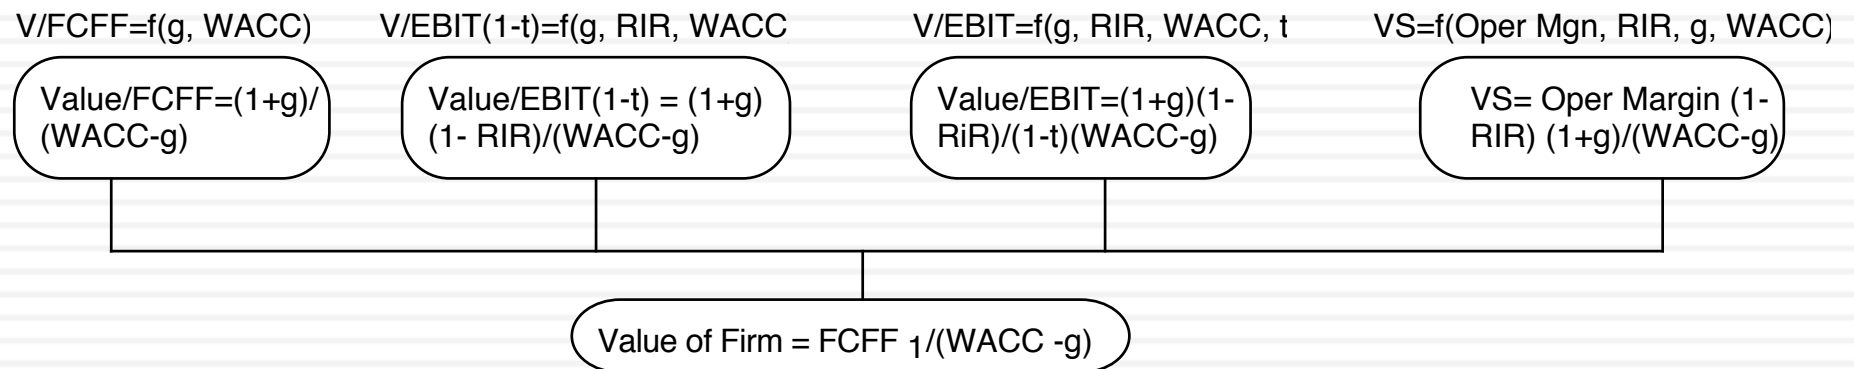 V/FCFF=f(g, WACC)
V/EBIT(1-t)=f(g, RIR, WACC
V/EBIT=f(g, RIR, WACC, t
VS=f(Oper Mgn, RIR, g, WACC)
Value/FCFF=(1+g)/
(WACC-g)
Value/EBIT(1-t) = (1+g)
(1- RIR)/(WACC-g)
Value/EBIT=(1+g)(1-
RiR)/(1-t)(WACC-g)
VS= Oper Margin (1-
RIR) (1+g)/(WACC-g)
Value of Firm = FCFF 1/(WACC -g)